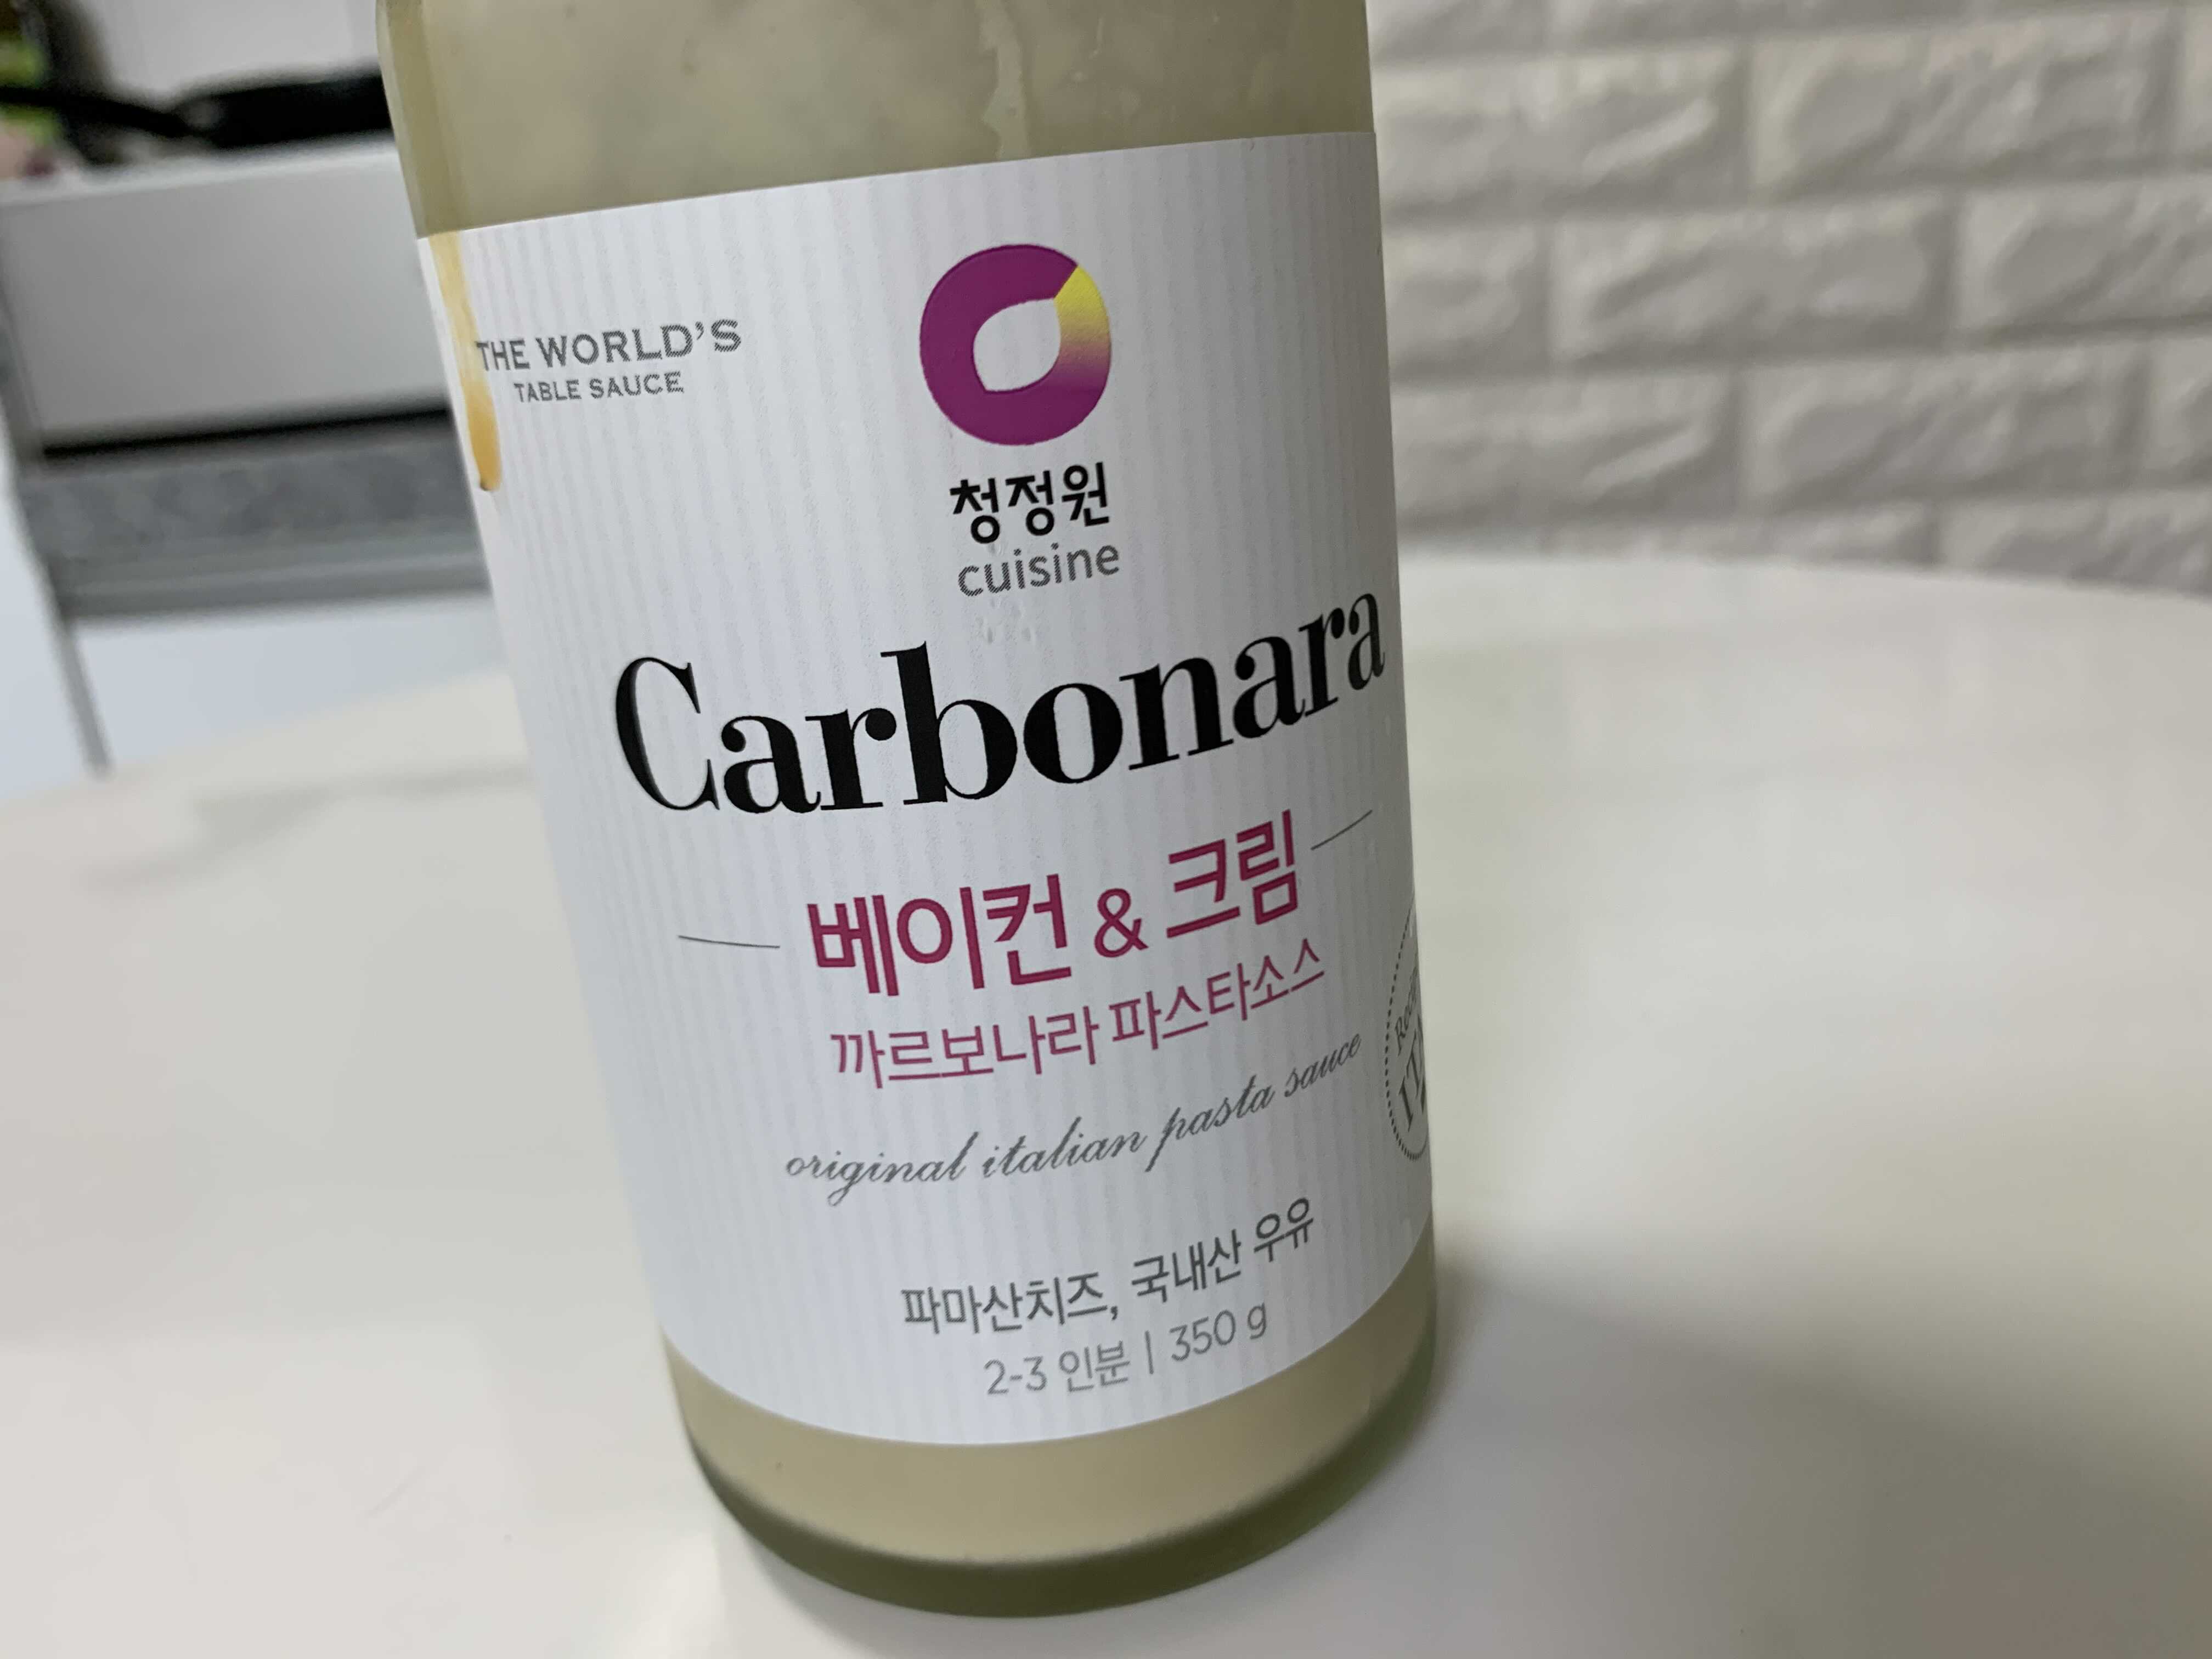 THE WORLD'S
TABLE SAUCE
청정원
cuisine
Carbonara
베이컨 & 크림
까르보나라 파스타소스
original italian pasta sauce
파마산치즈, 국내산 우유
2-3 인분 | 350 g